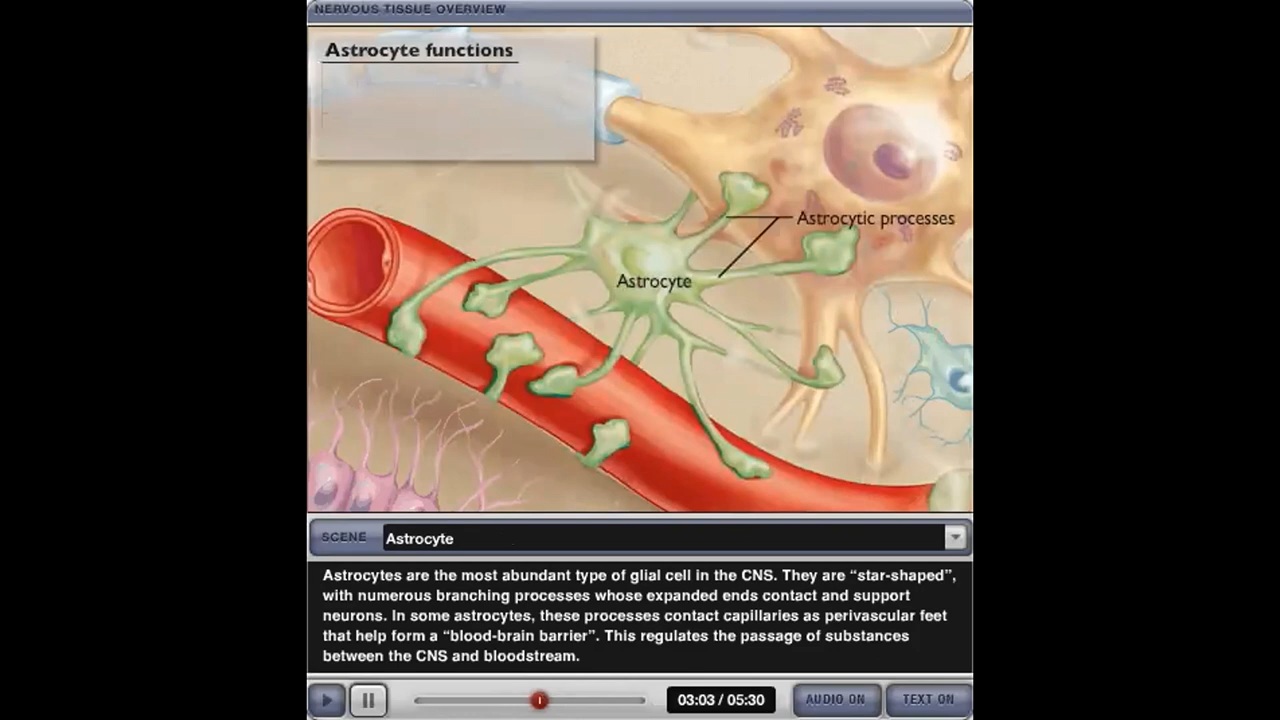 NERVOUS TISSUE OVERVIEW
Astrocyte functions
Astrocytic processes
Astrocyte
SCENE
Astrocyte
Astrocytes are the most abundant type of glial cell in the CNS. They are “star-shaped”,
with numerous branching processes whose expanded ends contact and support
neurons. In some astrocytes, these processes contact capillaries as perivascular feet
that help form a “blood-brain barrier”. This regulates the passage of substances
between the CNS and bloodstream.
03:03 / 05:30
AUDIO ON
TEXT ON